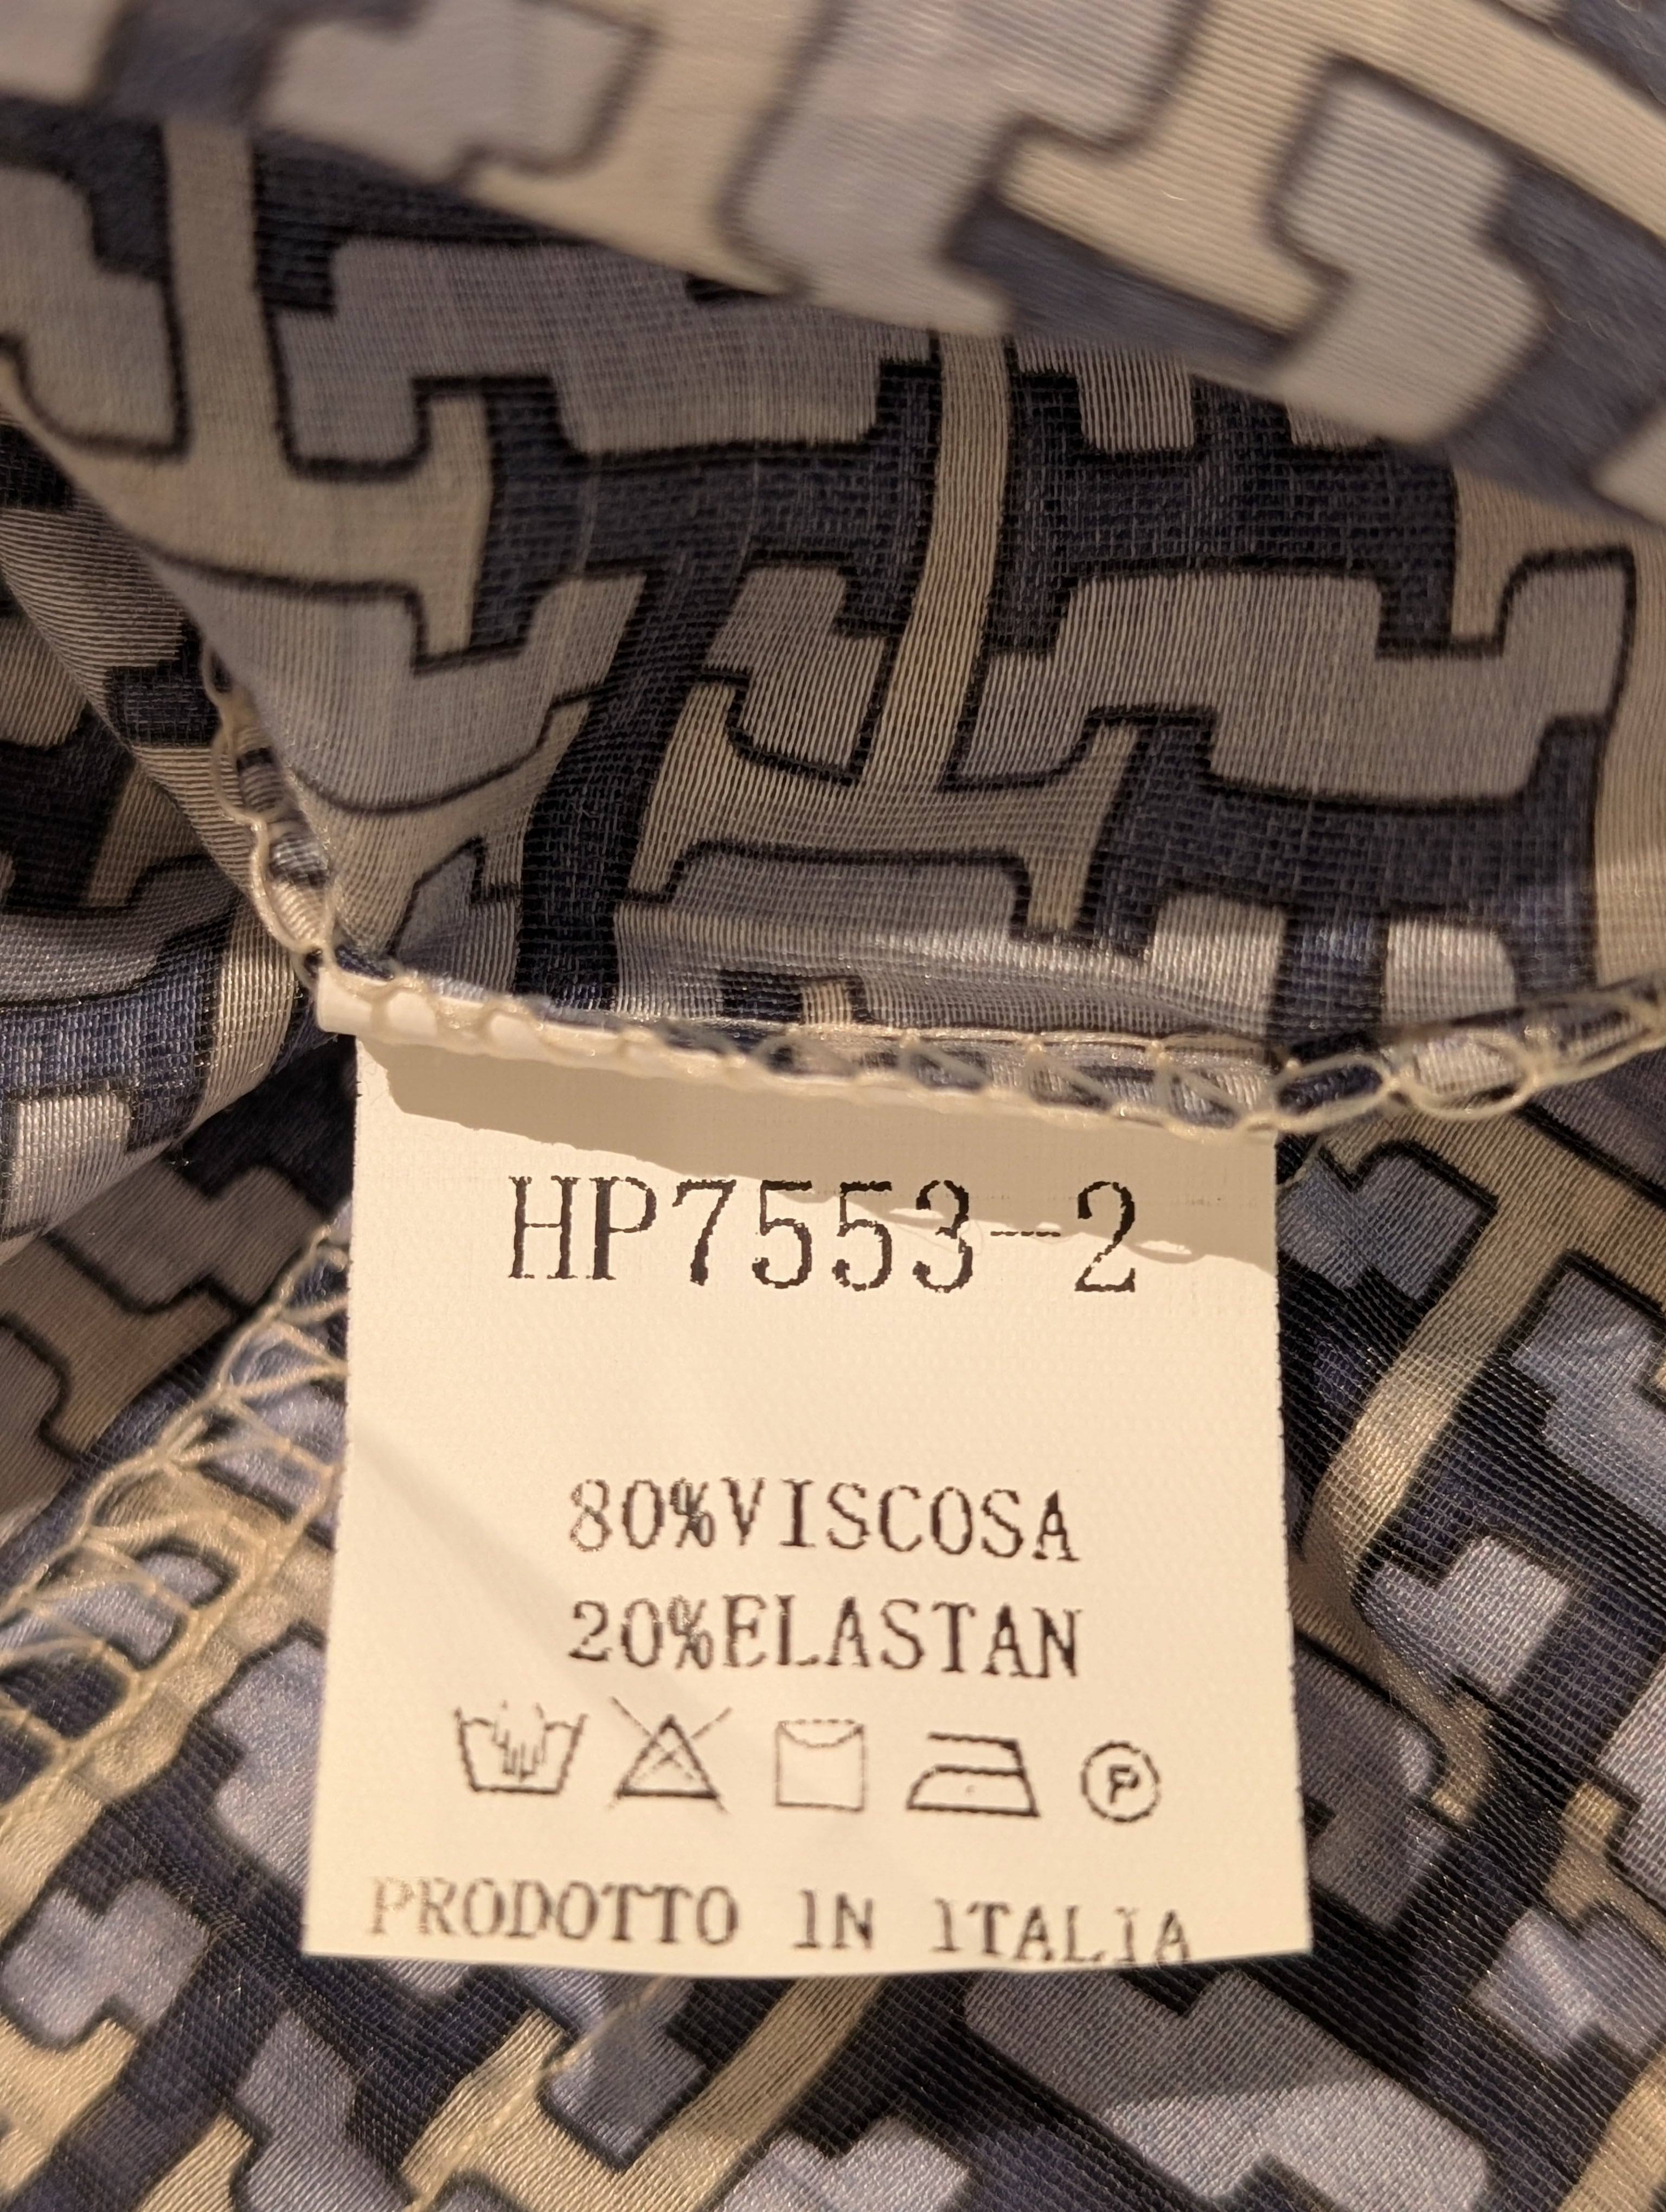 HP7553-2
80%VISCOSA
20%ELASTAN
P
PRODOTTO IN ITALIA